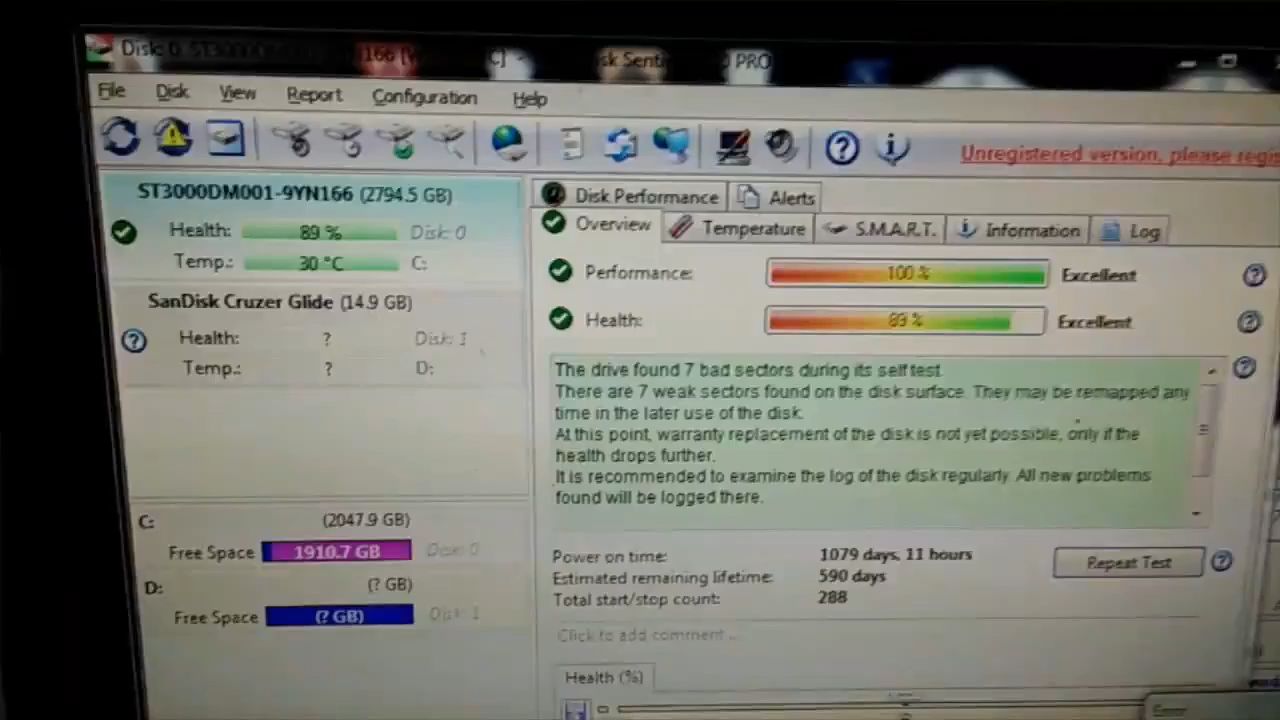 Disk: 0 PRO
File Disk View Report Configuration Help
Unregistered version, please regis
ST3000DM001-9YN166 (2794.5 GB)
Health: 89 % Disk: 0
Temp.: 30 °C C:
SanDisk Cruzer Glide (14.9 GB)
Health: ? Disk: 1
Temp.: ? D:
C: (2047.9 GB)
Free Space 1910.7 GB Disk: 0
D: (? GB)
Free Space (? GB) Disk: 1
Disk Performance Alerts
Overview Temperature S.M.A.R.T. Information Log
Performance: 100 % Excellent
Health: 89 % Excellent
The drive found 7 bad sectors during its self test.
There are 7 weak sectors found on the disk surface. They may be remapped any
time in the later use of the disk.
At this point, warranty replacement of the disk is not yet possible, only if the
health drops further.
It is recommended to examine the log of the disk regularly. All new problems
found will be logged there.
Power on time: 1079 days, 11 hours
Repeat Test
Estimated remaining lifetime: 590 days
Total start/stop count: 288
Click to add comment ...
Health (%)
Error